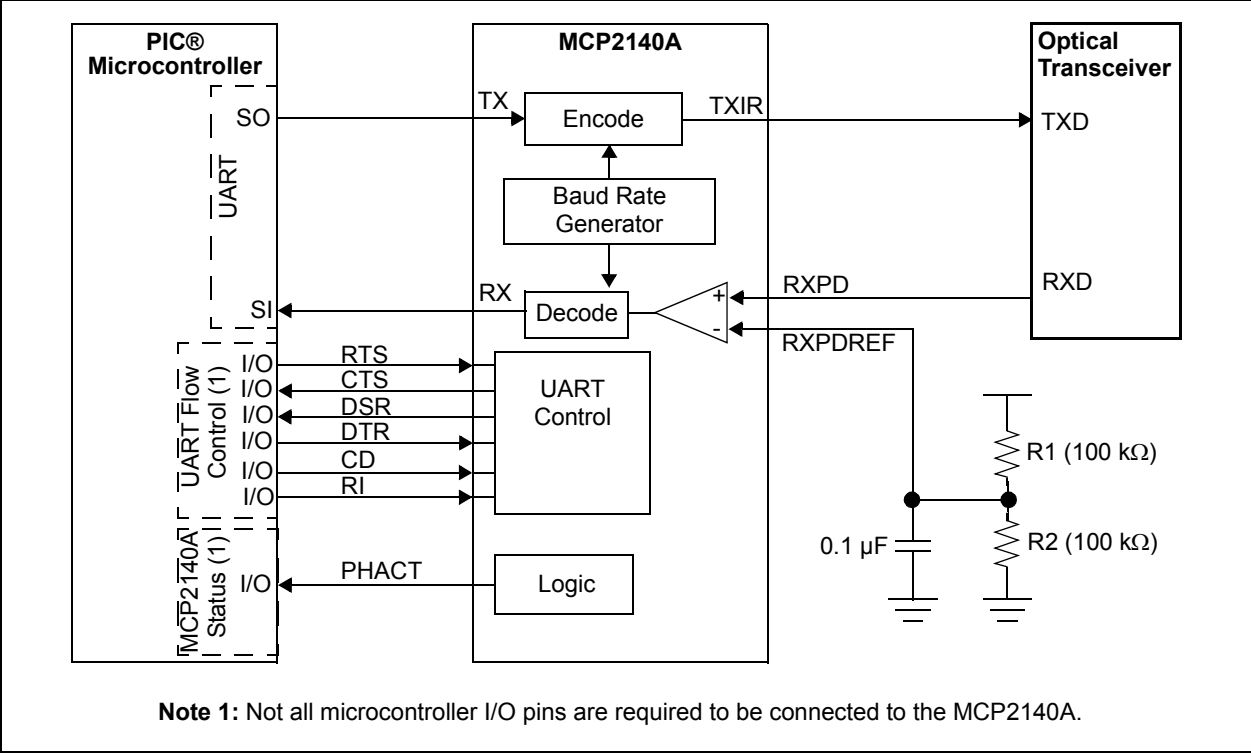 PIC®
Microcontroller
MCP2140A
Optical
Transceiver
SO
TX
Encode
TXIR
TXD
UART
Baud Rate
Generator
SI
RX
Decode
+
-
RXPD
RXD
RXPDREF
UART Flow
Control (1)
I/O
RTS
I/O
CTS
I/O
DSR
I/O
DTR
I/O
CD
I/O
RI
UART
Control
R1 (100 kΩ)
R2 (100 kΩ)
0.1 µF
MCP2140A
Status (1)
I/O
PHACT
Logic
Note 1: Not all microcontroller I/O pins are required to be connected to the MCP2140A.